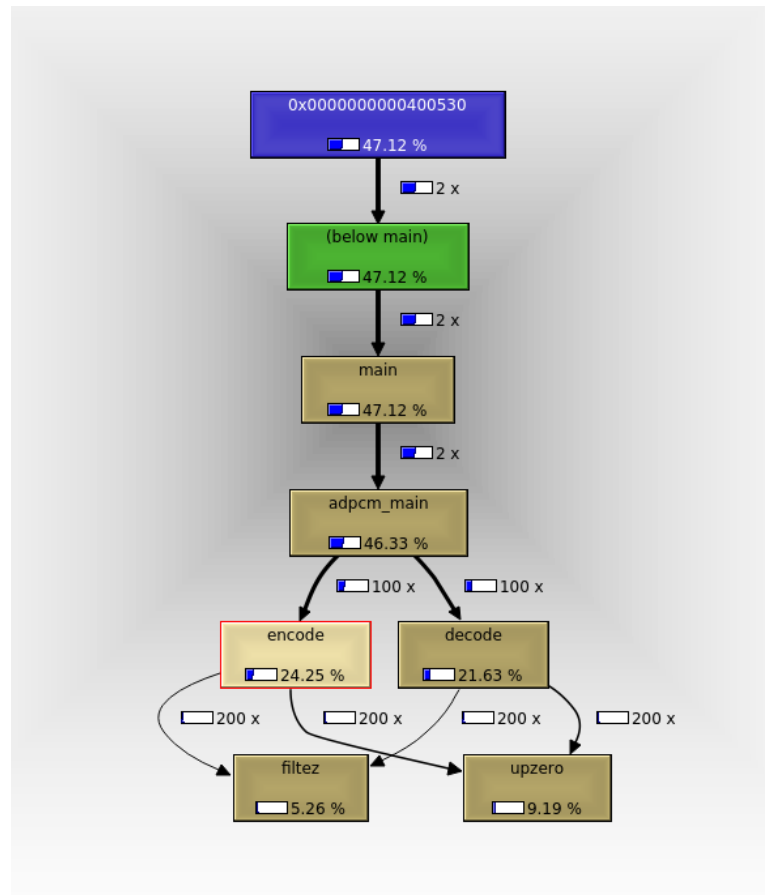 0x0000000000400530
47.12 %
2 x
(below main)
47.12 %
2 x
main
47.12 %
2 x
adpcm_main
46.33 %
100 x 100 x
encode decode
24.25 % 21.63 %
200 x 200 x 200 x 200 x
filtez upzero
5.26 % 9.19 %